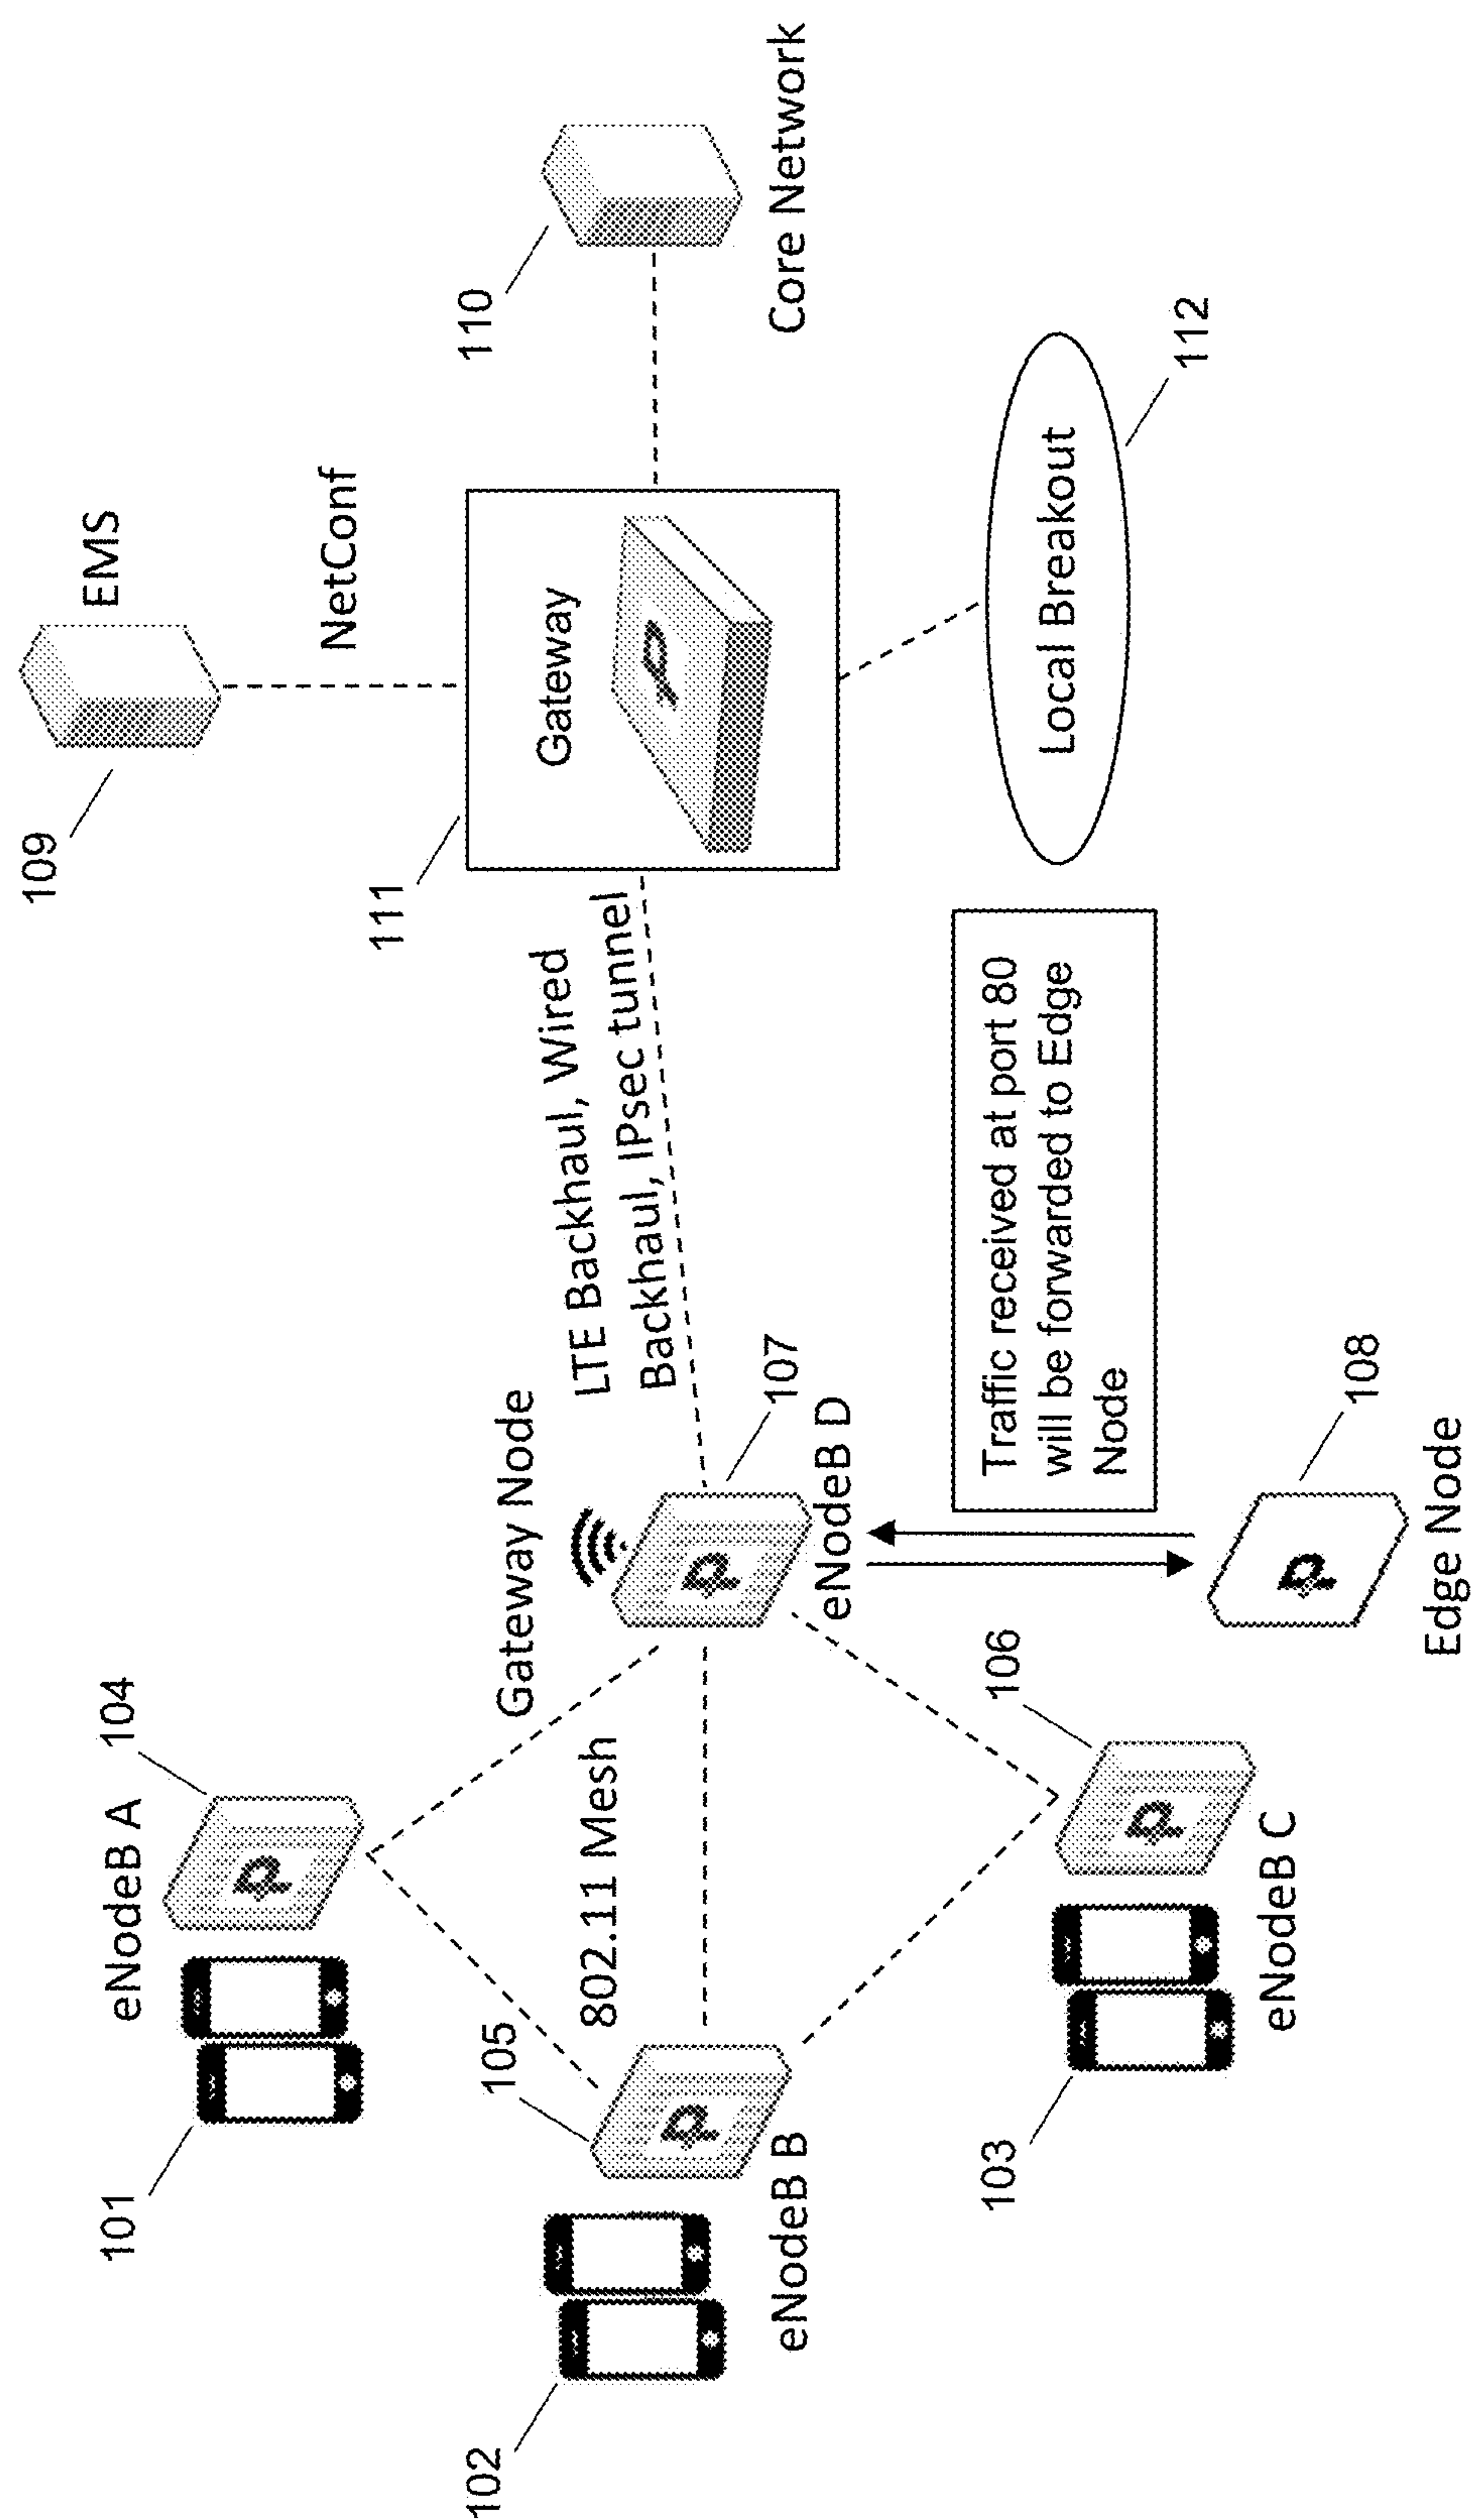 101
eNodeB A
104
109
EMS
NetConf
102
105
802.11 Mesh
Gateway Node
LTE Backhaul, Wired
Backhaul, IPsec tunnel
111
Gateway
110
Core Network
eNodeB B
eNodeB D
107
103
106
Traffic received at port 80
will be forwarded to Edge
Node
Local Breakout
112
eNodeB C
108
Edge Node